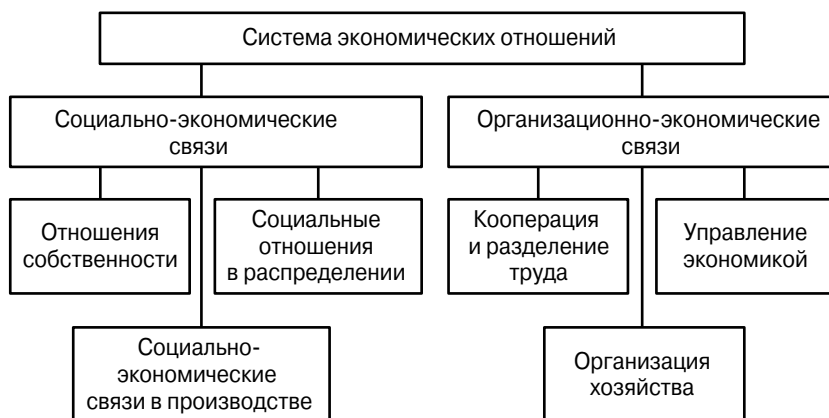 Система экономических отношений
Социально-экономические
связи
Организационно-экономические
связи
Отношения
собственности
Социальные
отношения
в распределении
Кооперация
и разделение
труда
Управление
экономикой
Социально-
экономические
связи в производстве
Организация
хозяйства